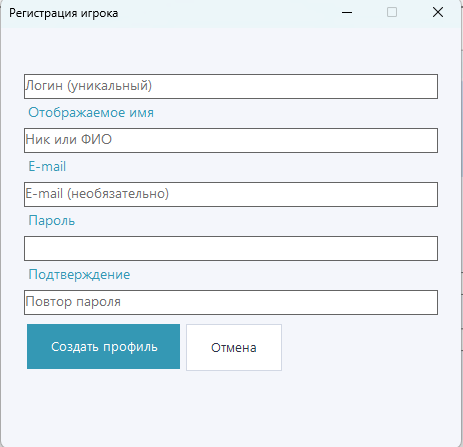 Регистрация игрока
Логин (уникальный)
Отображаемое имя
Ник или ФИО
E-mail
E-mail (необязательно)
Пароль
Подтверждение
Повтор пароля
Создать профиль
Отмена